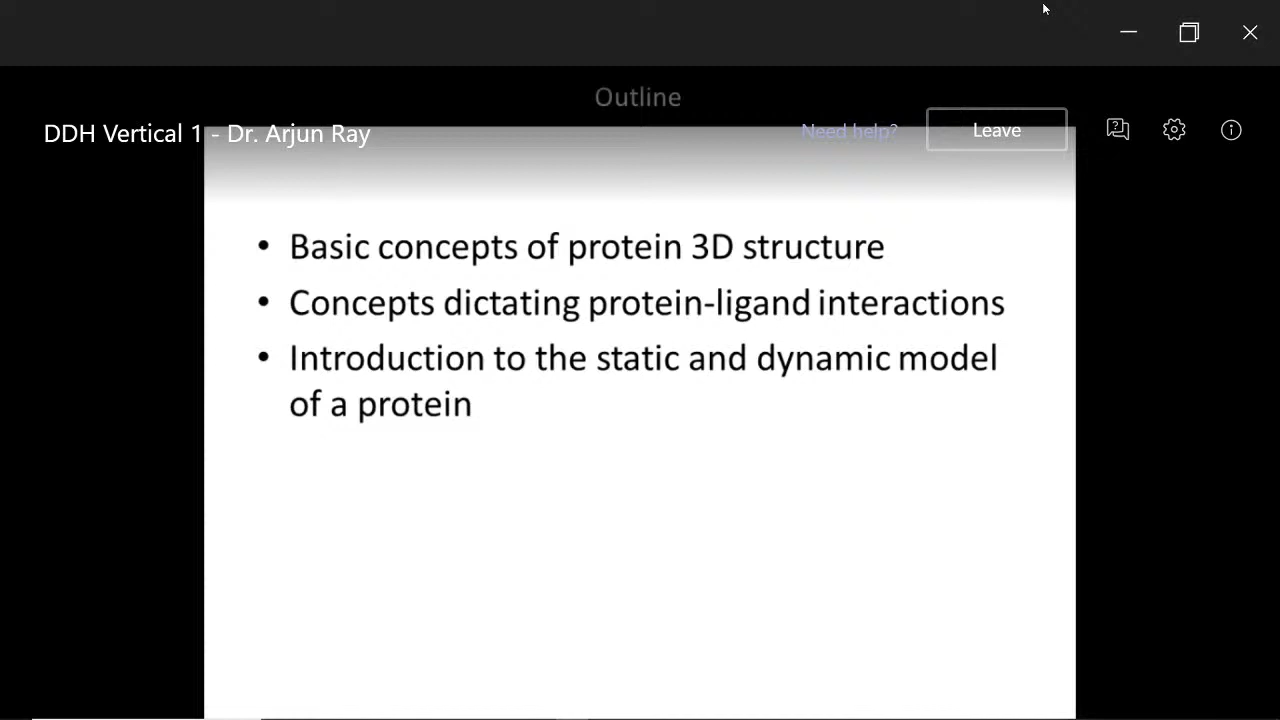 Outline
DDH Vertical 1 - Dr. Arjun Ray
Need help?
Leave
• Basic concepts of protein 3D structure
• Concepts dictating protein-ligand interactions
• Introduction to the static and dynamic model
of a protein